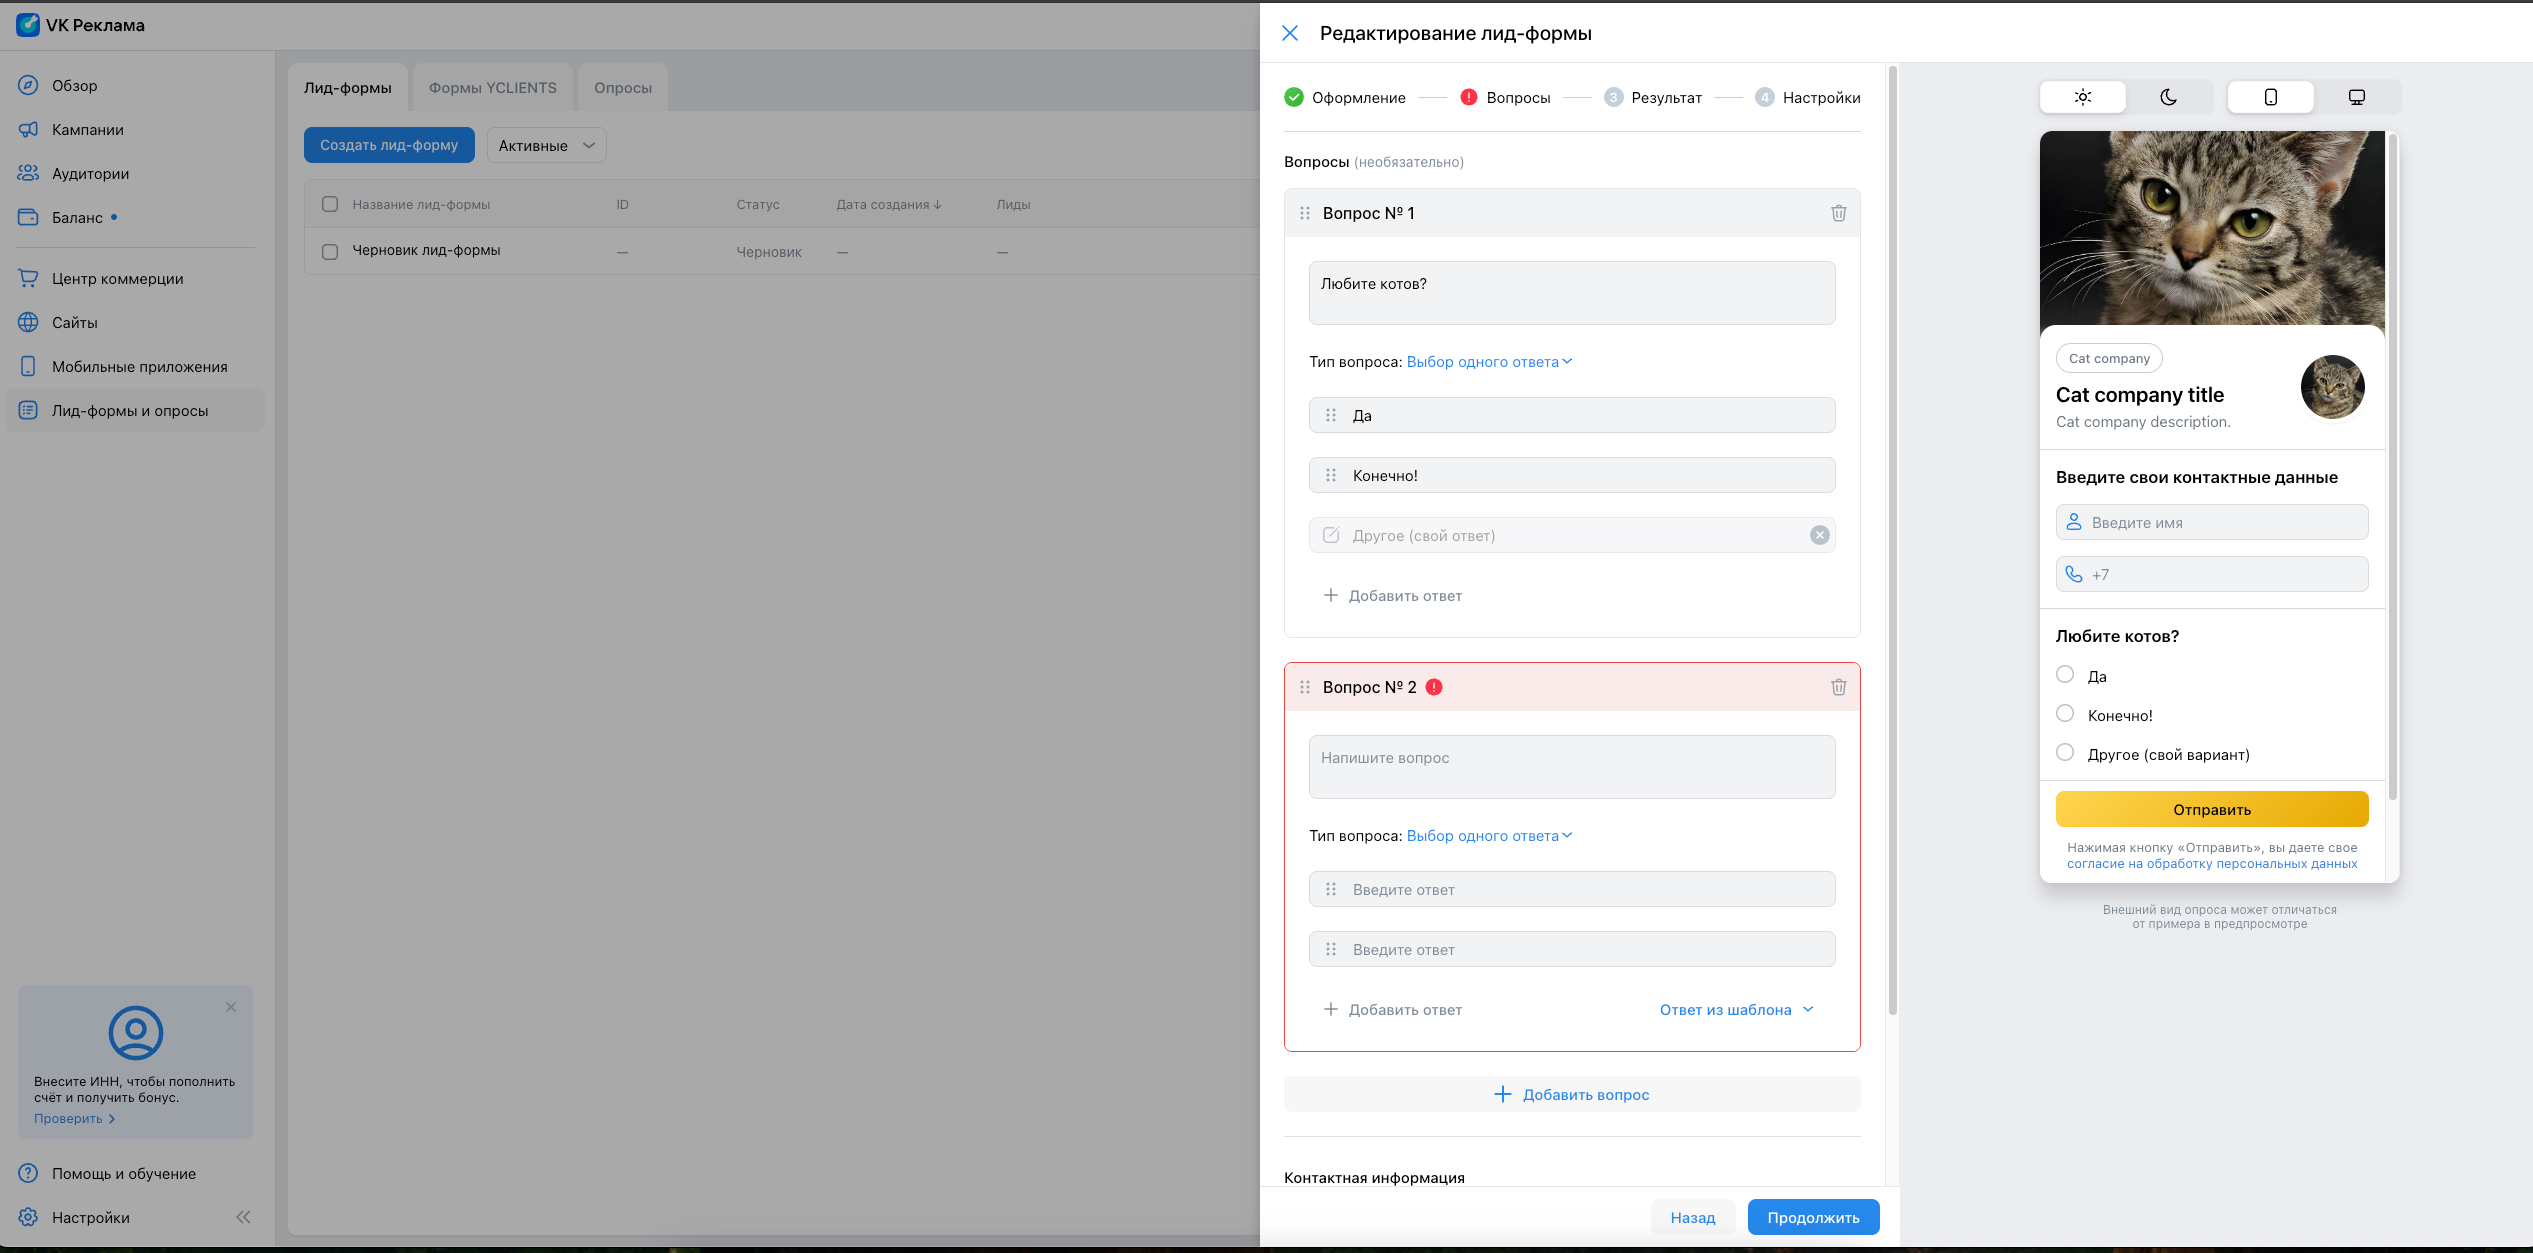 VK Реклама
Обзор
Кампании
Аудитории
Баланс
Центр коммерции
Сайты
Мобильные приложения
Лид-формы и опросы
Внесите ИНН, чтобы пополнить
счёт и получить бонус.
Проверить
Помощь и обучение
Настройки
Лид-формы
Формы YCLIENTS
Опросы
Создать лид-форму
Активные
Название лид-формы ID Статус Дата создания ↓ Лиды
Черновик лид-формы — Черновик — —
Редактирование лид-формы
Оформление
! Вопросы
3 Результат
4 Настройки
Вопросы (необязательно)
Вопрос № 1
Любите котов?
Тип вопроса: Выбор одного ответа
Да
Конечно!
Другое (свой ответ)
Добавить ответ
Вопрос № 2 !
Напишите вопрос
Тип вопроса: Выбор одного ответа
Введите ответ
Введите ответ
Добавить ответ
Ответ из шаблона
Добавить вопрос
Контактная информация
Назад
Продолжить
Cat company
Cat company title
Cat company description.
Введите свои контактные данные
Введите имя
+7
Любите котов?
Да
Конечно!
Другое (свой вариант)
Отправить
Нажимая кнопку «Отправить», вы даете свое
согласие на обработку персональных данных
Внешний вид опроса может отличаться
от примера в предпросмотре